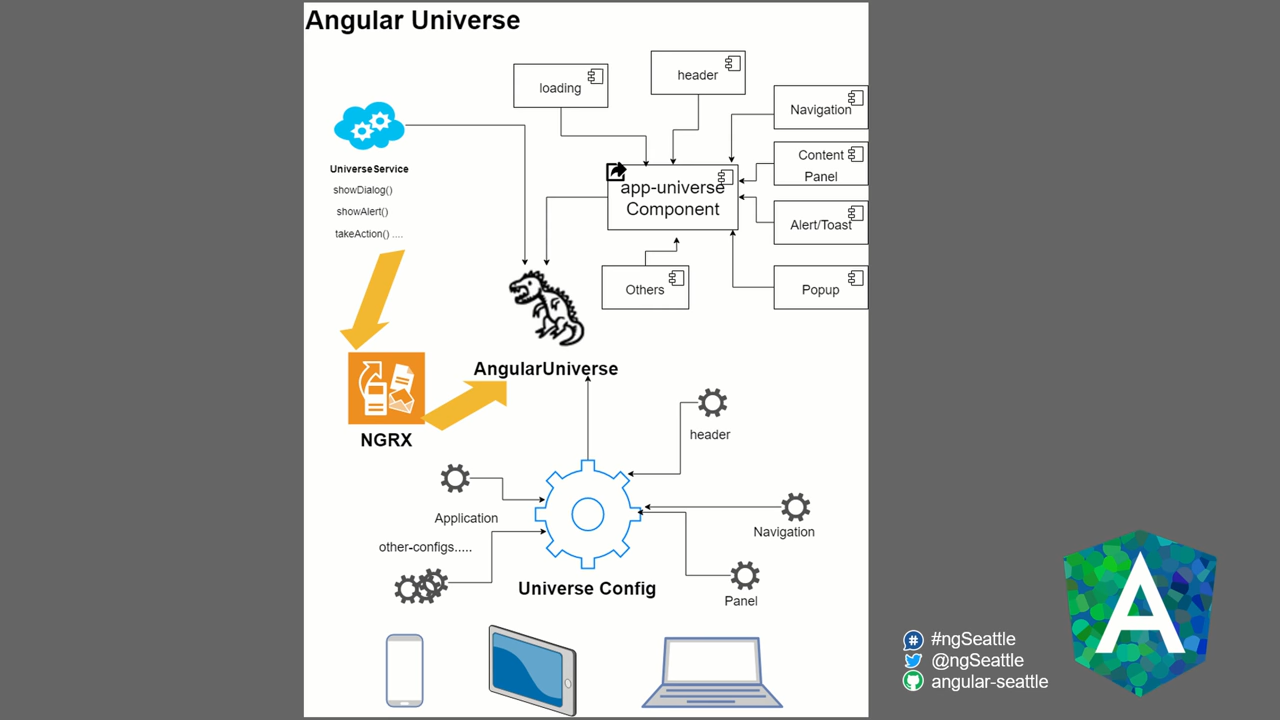 Angular Universe
loading
header
Navigation
Content
Panel
Alert/Toast
Popup
Others
app-universe
Component
UniverseService
showDialog()
showAlert()
takeAction() ....
AngularUniverse
NGRX
header
Application
Navigation
other-configs.....
Universe Config
Panel
A
#
#ngSeattle
@ngSeattle
angular-seattle